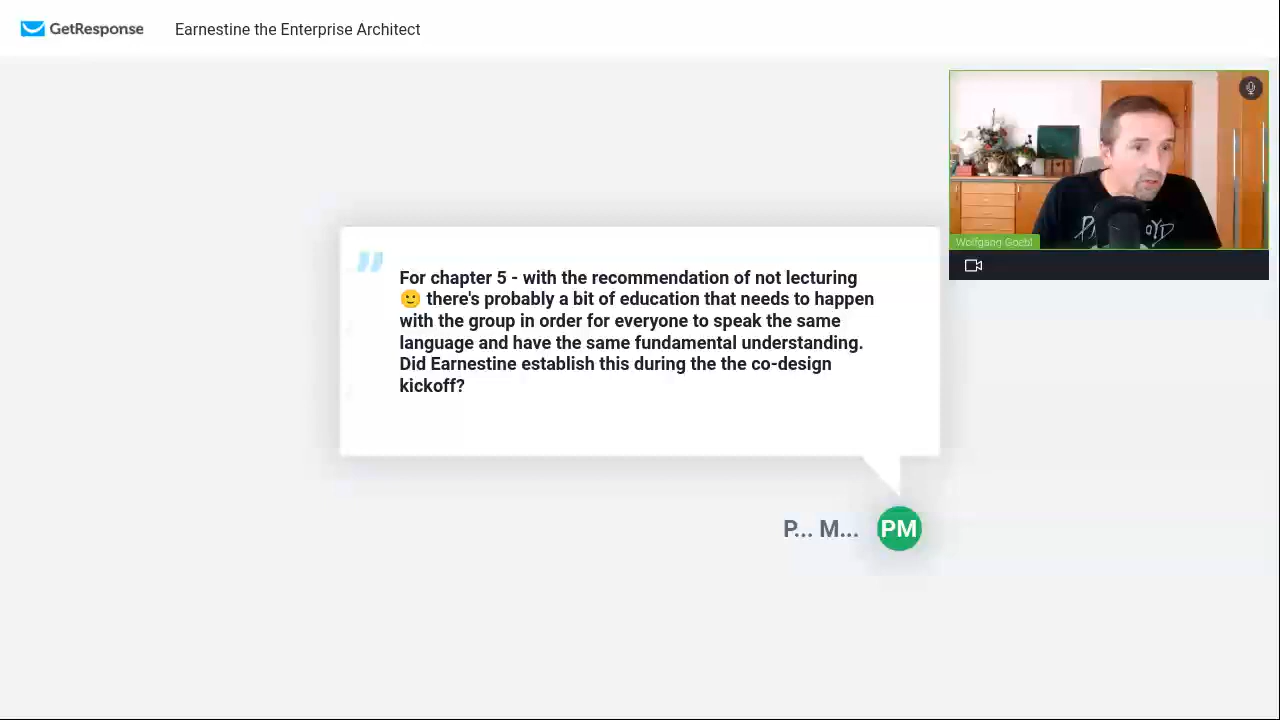 GetResponse
Earnestine the Enterprise Architect
Wolfgang Goebl
For chapter 5 - with the recommendation of not lecturing
🙂 there's probably a bit of education that needs to happen
with the group in order for everyone to speak the same
language and have the same fundamental understanding.
Did Earnestine establish this during the the co-design
kickoff?
P... M...
PM